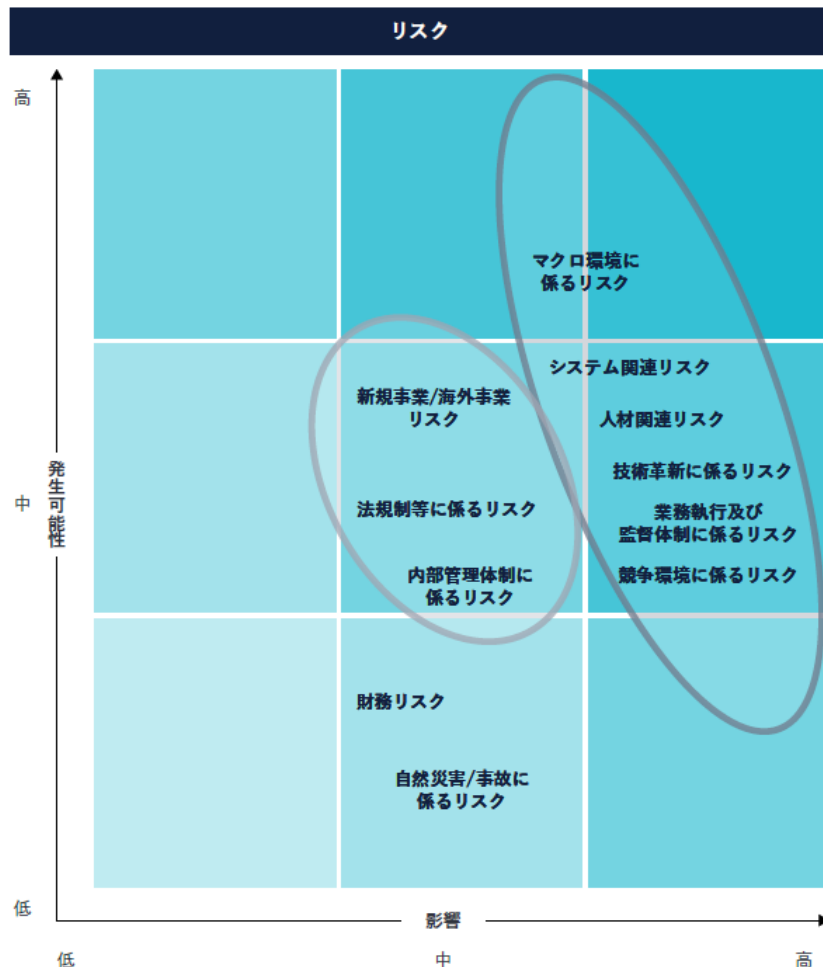 リスク
高
マクロ環境に
係るリスク
システム関連リスク
新規事業/海外事業
リスク
人材関連リスク
発生可能性
中
技術革新に係るリスク
法規制等に係るリスク
業務執行及び
監督体制に係るリスク
内部管理体制に
係るリスク
競争環境に係るリスク
財務リスク
自然災害/事故に
係るリスク
低
影響
低
中
高